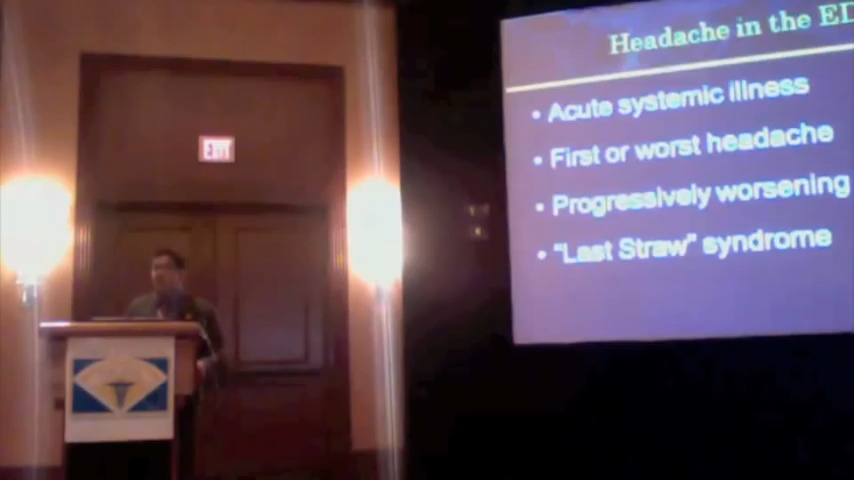 EXIT
Headache in the ED
• Acute systemic illness
• First or worst headache
• Progressively worsening
• "Last Straw" syndrome